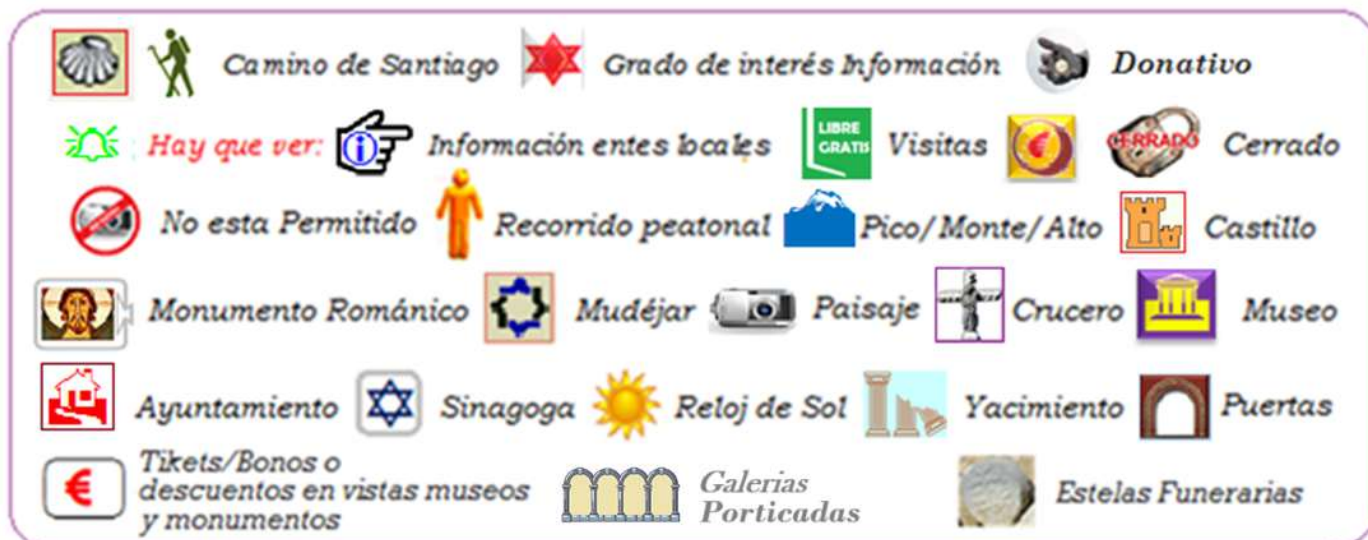 Camino de Santiago Grado de interés Información Donativo
: Hay que ver: Información entes locales LIBRE GRATIS Visitas CERRADO Cerrado
No esta Permitido Recorrido peatonal Pico/Monte/Alto Castillo
Monumento Románico Mudéjar Paisaje Crucero Museo
Ayuntamiento Sinagoga Reloj de Sol Yacimiento Puertas
€ Tikets/Bonos o
descuentos en vistas museos
y monumentos
Galerias
Porticadas
Estelas Funerarias